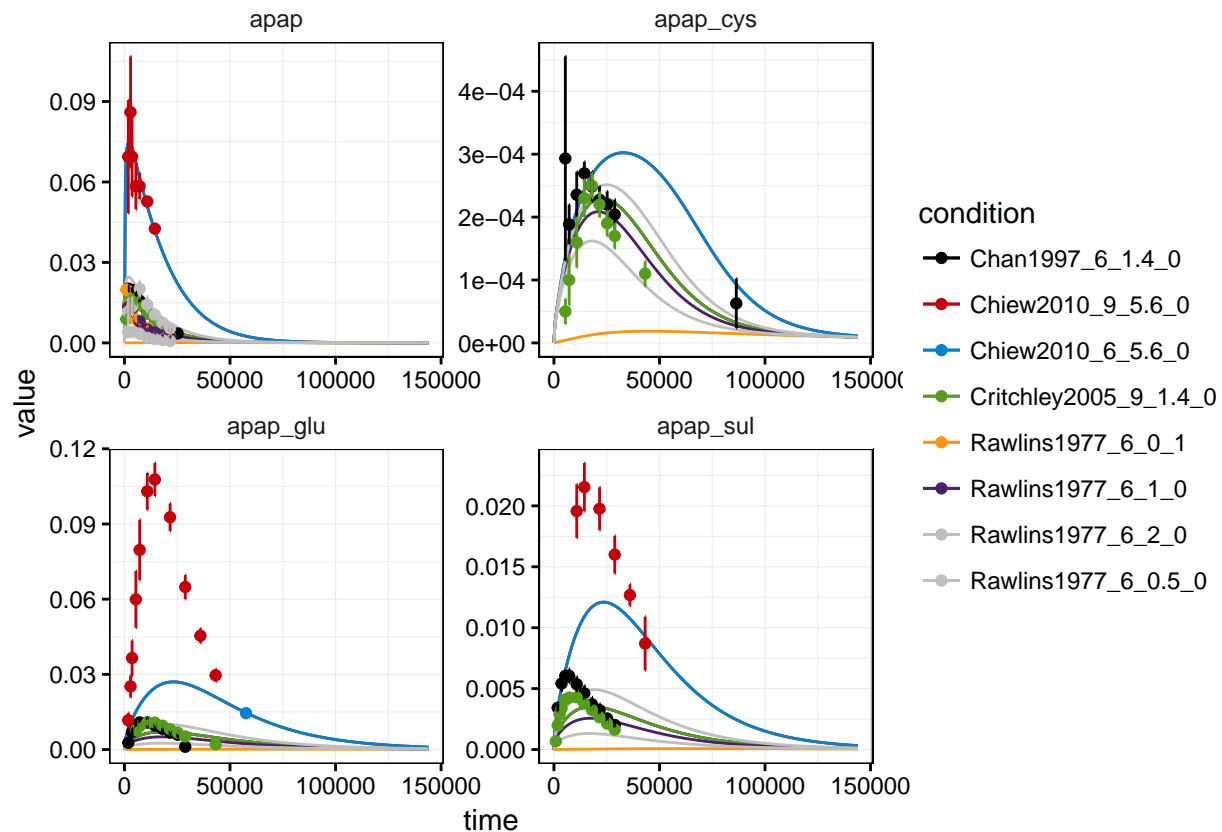 apap
apap_cys
0.09
0.06
0.03
0.00
0
50000
100000
150000
4e−04
3e−04
2e−04
1e−04
0e+00
0
50000
100000
150000
value
apap_glu
apap_sul
0.12
0.09
0.06
0.03
0.00
0
50000
100000
150000
0.020
0.015
0.010
0.005
0.000
0
50000
100000
150000
time
condition
Chan1997_6_1.4_0
Chiew2010_9_5.6_0
Chiew2010_6_5.6_0
Critchley2005_9_1.4_0
Rawlins1977_6_0_1
Rawlins1977_6_1_0
Rawlins1977_6_2_0
Rawlins1977_6_0.5_0